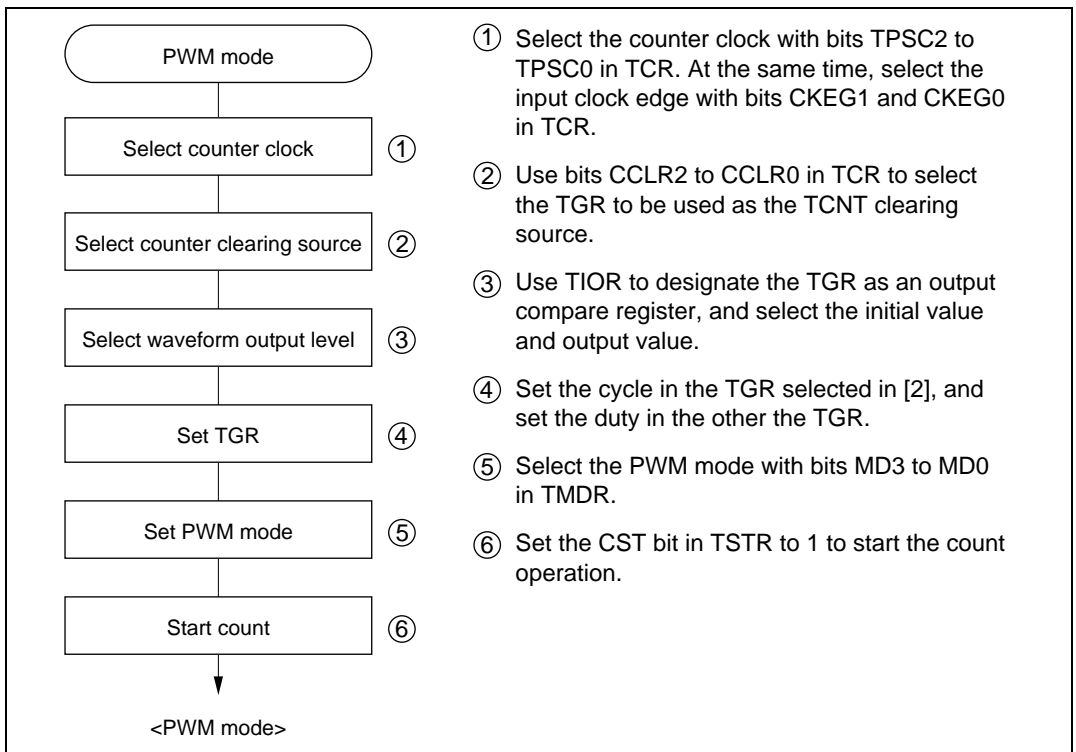 PWM mode
Select counter clock
①
Select counter clearing source
②
Select waveform output level
③
Set TGR
④
Set PWM mode
⑤
Start count
⑥
<PWM mode>
① Select the counter clock with bits TPSC2 to
TPSC0 in TCR. At the same time, select the
input clock edge with bits CKEG1 and CKEG0
in TCR.
② Use bits CCLR2 to CCLR0 in TCR to select
the TGR to be used as the TCNT clearing
source.
③ Use TIOR to designate the TGR as an output
compare register, and select the initial value
and output value.
④ Set the cycle in the TGR selected in [2], and
set the duty in the other the TGR.
⑤ Select the PWM mode with bits MD3 to MD0
in TMDR.
⑥ Set the CST bit in TSTR to 1 to start the count
operation.